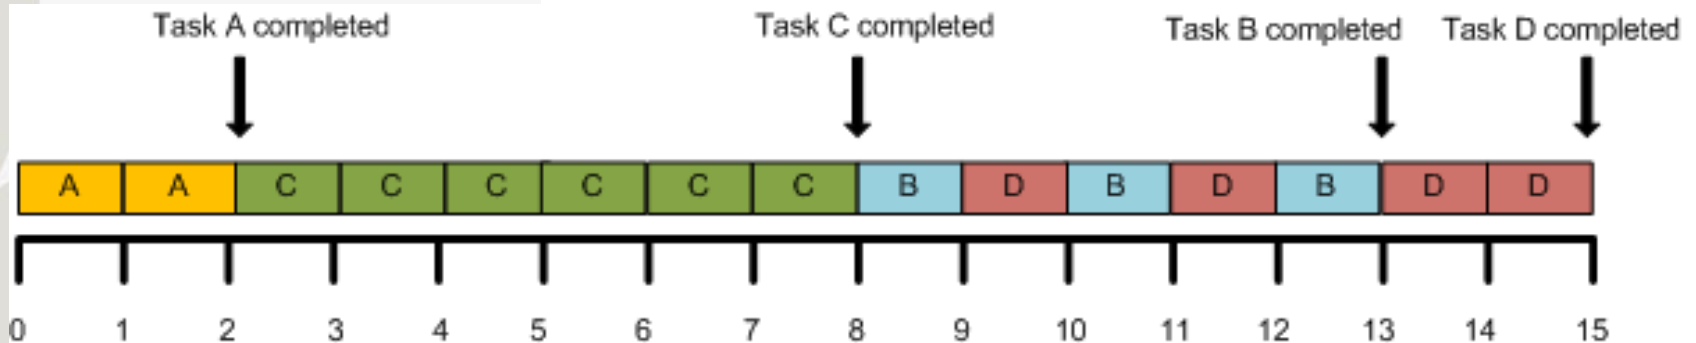 Task A completed Task C completed Task B completed Task D completed
A A C C C C C C B D B D B D D
0 1 2 3 4 5 6 7 8 9 10 11 12 13 14 15